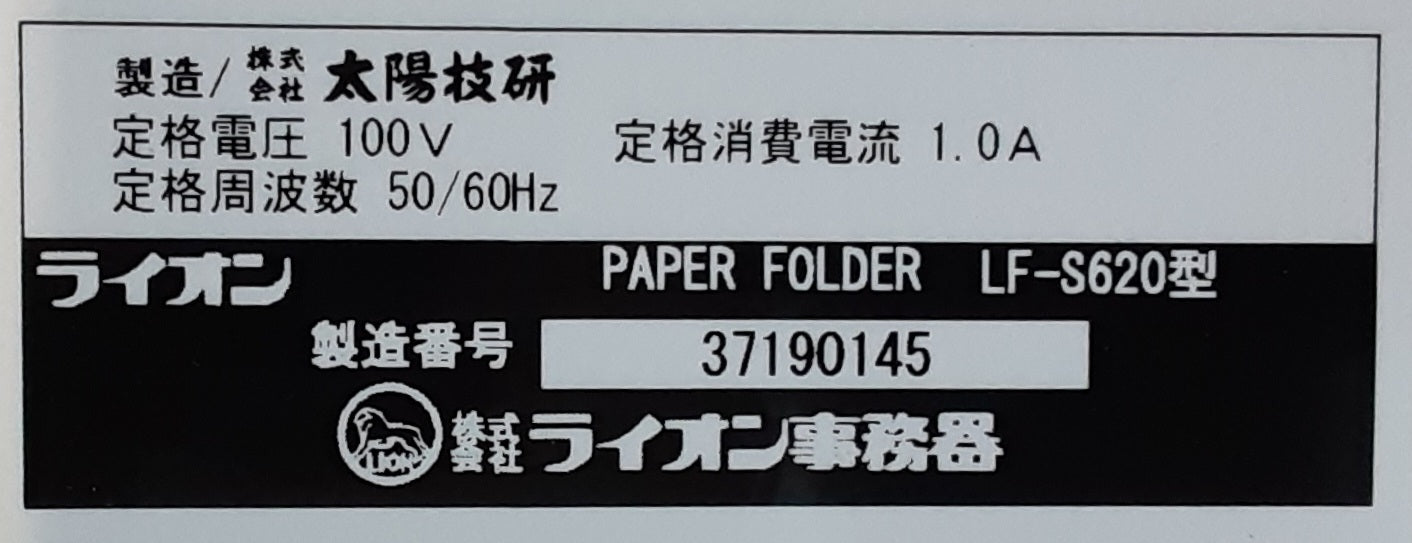 製造/株式会社 太陽技研
定格電圧 100V 定格消費電流 1.0A
定格周波数 50/60Hz
ライオン PAPER FOLDER LF-S620型
製造番号 37190145
LION 株式会社ライオン事務器